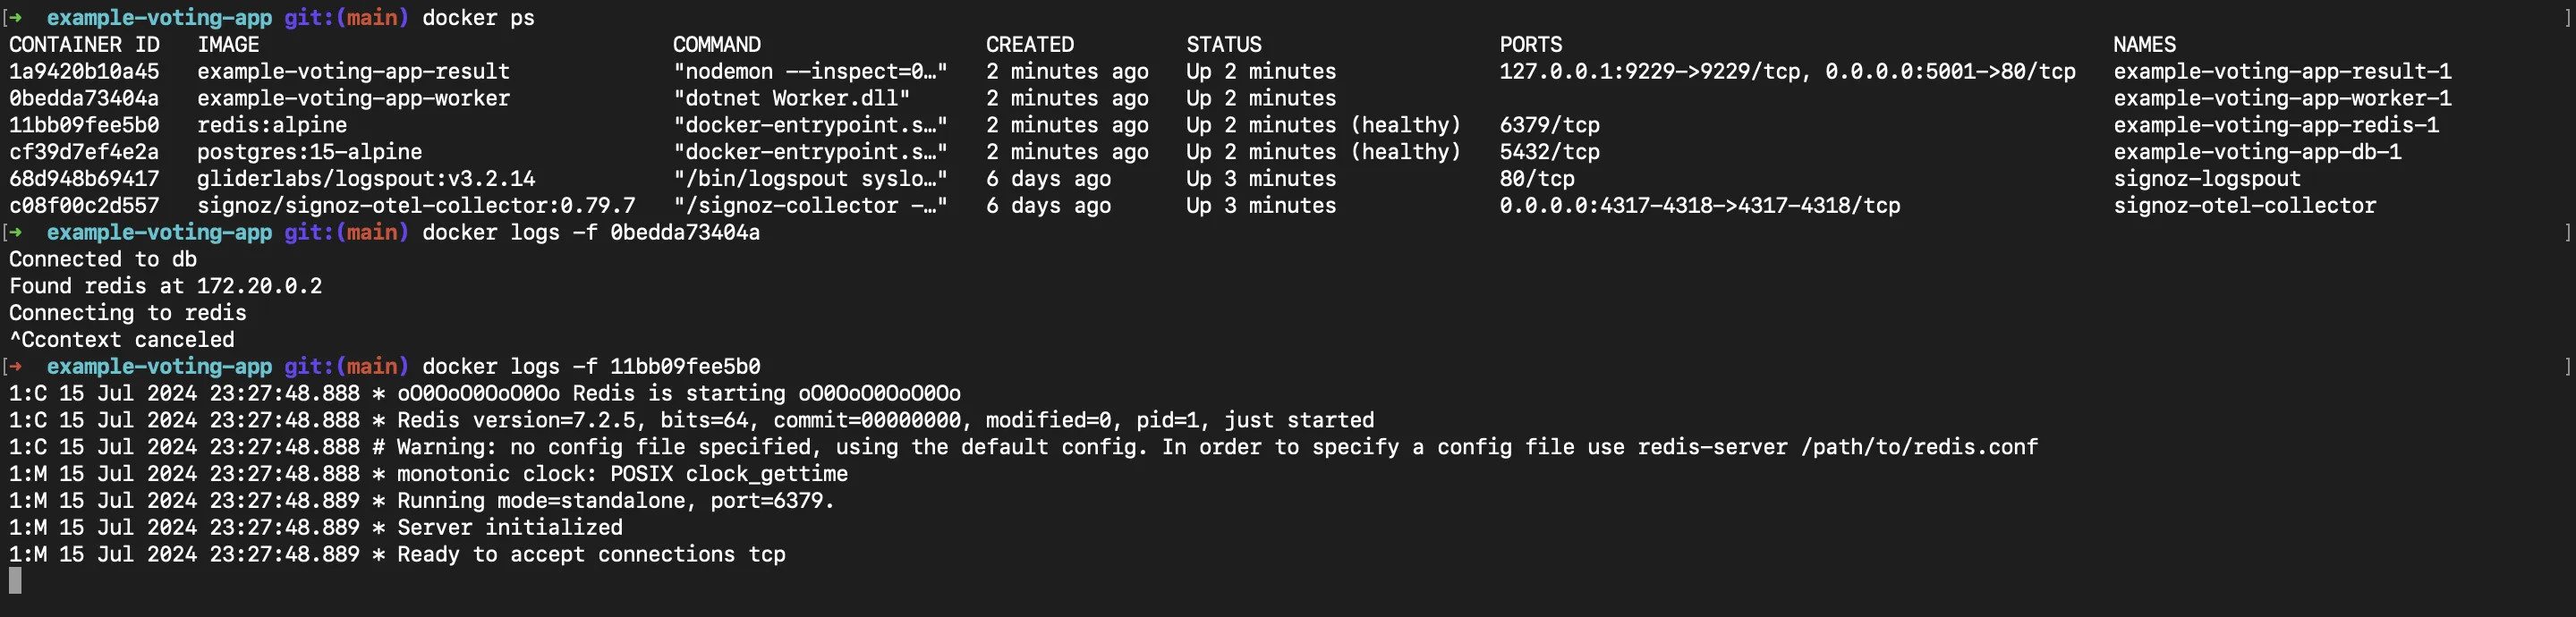 [➜  example-voting-app git:(main) docker ps ]
CONTAINER ID   IMAGE                                 COMMAND                  CREATED         STATUS                   PORTS                                            NAMES
1a9420b10a45   example-voting-app-result             "nodemon --inspect=0…"   2 minutes ago   Up 2 minutes             127.0.0.1:9229->9229/tcp, 0.0.0.0:5001->80/tcp   example-voting-app-result-1
0bedda73404a   example-voting-app-worker             "dotnet Worker.dll"      2 minutes ago   Up 2 minutes                                                              example-voting-app-worker-1
11bb09fee5b0   redis:alpine                          "docker-entrypoint.s…"   2 minutes ago   Up 2 minutes (healthy)   6379/tcp                                         example-voting-app-redis-1
cf39d7ef4e2a   postgres:15-alpine                    "docker-entrypoint.s…"   2 minutes ago   Up 2 minutes (healthy)   5432/tcp                                         example-voting-app-db-1
68d948b69417   gliderlabs/logspout:v3.2.14           "/bin/logspout syslo…"   6 days ago      Up 3 minutes             80/tcp                                           signoz-logspout
c08f00c2d557   signoz/signoz-otel-collector:0.79.7   "/signoz-collector -…"   6 days ago      Up 3 minutes             0.0.0.0:4317-4318->4317-4318/tcp                 signoz-otel-collector
[➜  example-voting-app git:(main) docker logs -f 0bedda73404a ]
Connected to db
Found redis at 172.20.0.2
Connecting to redis
^Ccontext canceled
[➜  example-voting-app git:(main) docker logs -f 11bb09fee5b0 ]
1:C 15 Jul 2024 23:27:48.888 * oO0OoO0OoO0Oo Redis is starting oO0OoO0OoO0Oo
1:C 15 Jul 2024 23:27:48.888 * Redis version=7.2.5, bits=64, commit=00000000, modified=0, pid=1, just started
1:C 15 Jul 2024 23:27:48.888 # Warning: no config file specified, using the default config. In order to specify a config file use redis-server /path/to/redis.conf
1:M 15 Jul 2024 23:27:48.888 * monotonic clock: POSIX clock_gettime
1:M 15 Jul 2024 23:27:48.889 * Running mode=standalone, port=6379.
1:M 15 Jul 2024 23:27:48.889 * Server initialized
1:M 15 Jul 2024 23:27:48.889 * Ready to accept connections tcp